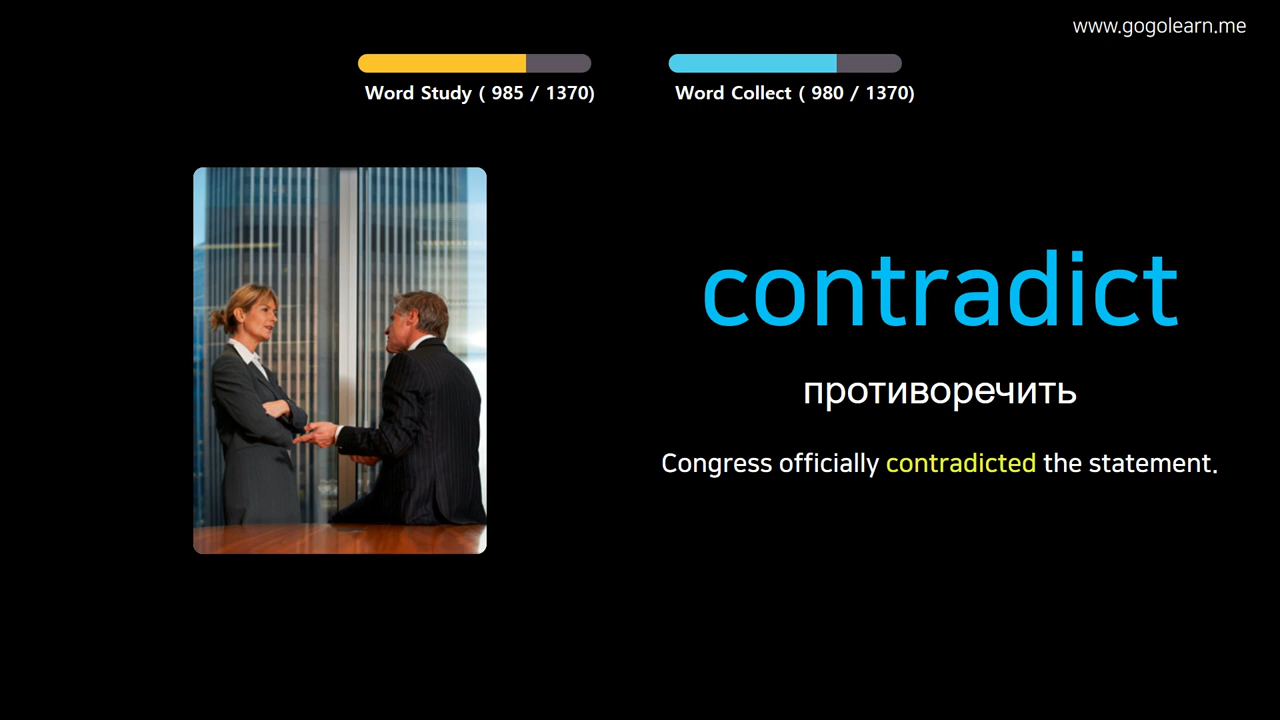 www.gogolearn.me
Word Study ( 985 / 1370)
Word Collect ( 980 / 1370)
contradict
противоречить
Congress officially contradicted the statement.